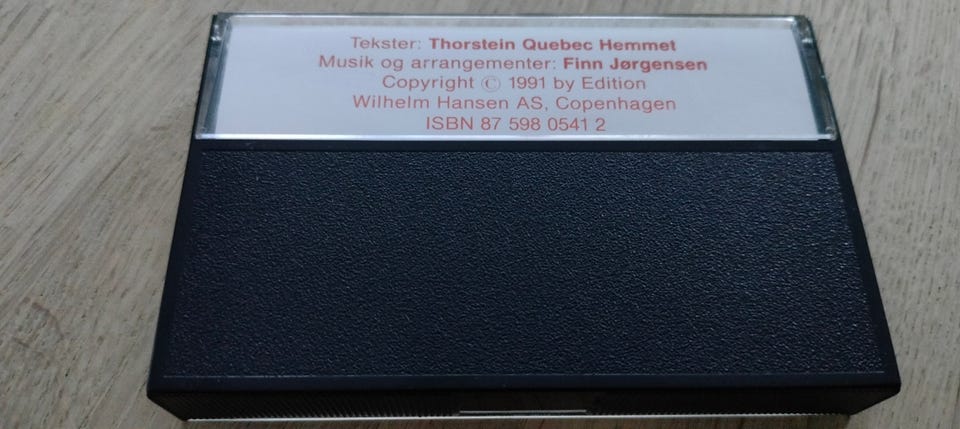 Tekster: Thorstein Quebec Hemmet
Musik og arrangementer: Finn Jørgensen
Copyright © 1991 by Edition
Wilhelm Hansen AS, Copenhagen
ISBN 87 598 0541 2